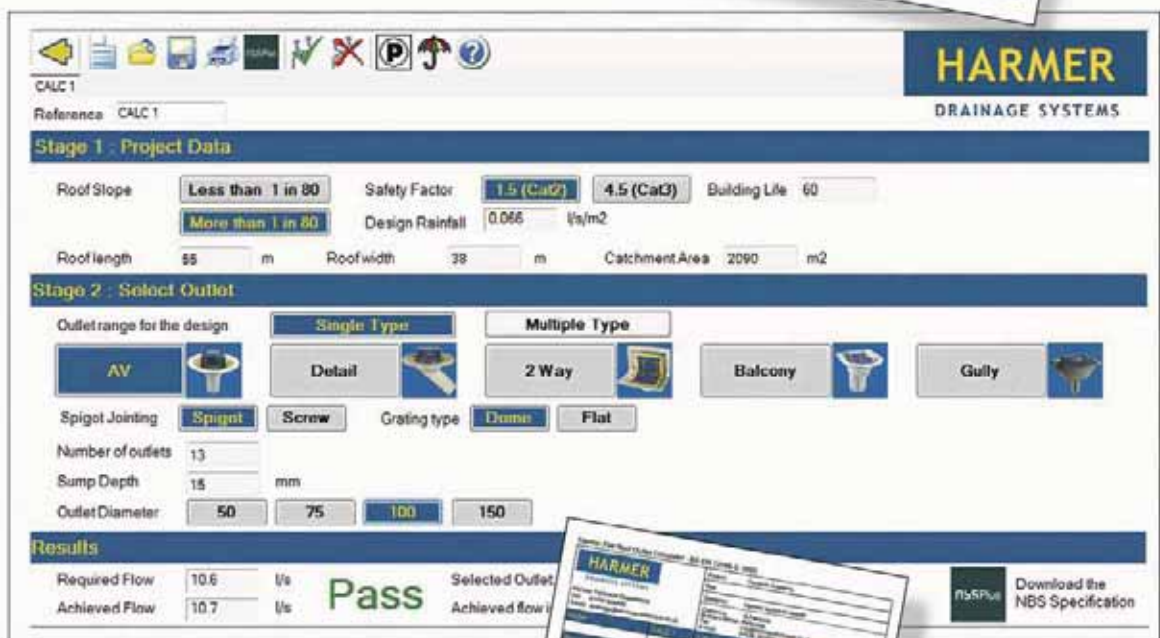 HARMER
DRAINAGE SYSTEMS
CALC 1
Reference CALC 1
Stage 1 : Project Data
Roof Slope Less than 1 in 80 Safety Factor 1.5 (Cat2) 4.5 (Cat3) Building Life 60
More than 1 in 80 Design Rainfall 0.066 l/s/m2
Roof length 55 m Roof width 38 m Catchment Area 2090 m2
Stage 2 : Select Outlet
Outlet range for the design Single Type Multiple Type
AV Detail 2 Way Balcony Gully
Spigot Jointing Spigot Screw Grating type Dome Flat
Number of outlets 13
Sump Depth 15 mm
Outlet Diameter 50 75 100 150
Results
Required Flow 10.6 l/s Pass Selected Outlet
Achieved Flow 10.7 l/s Achieved flow
NBSPlus Download the
NBS Specification
HARMER